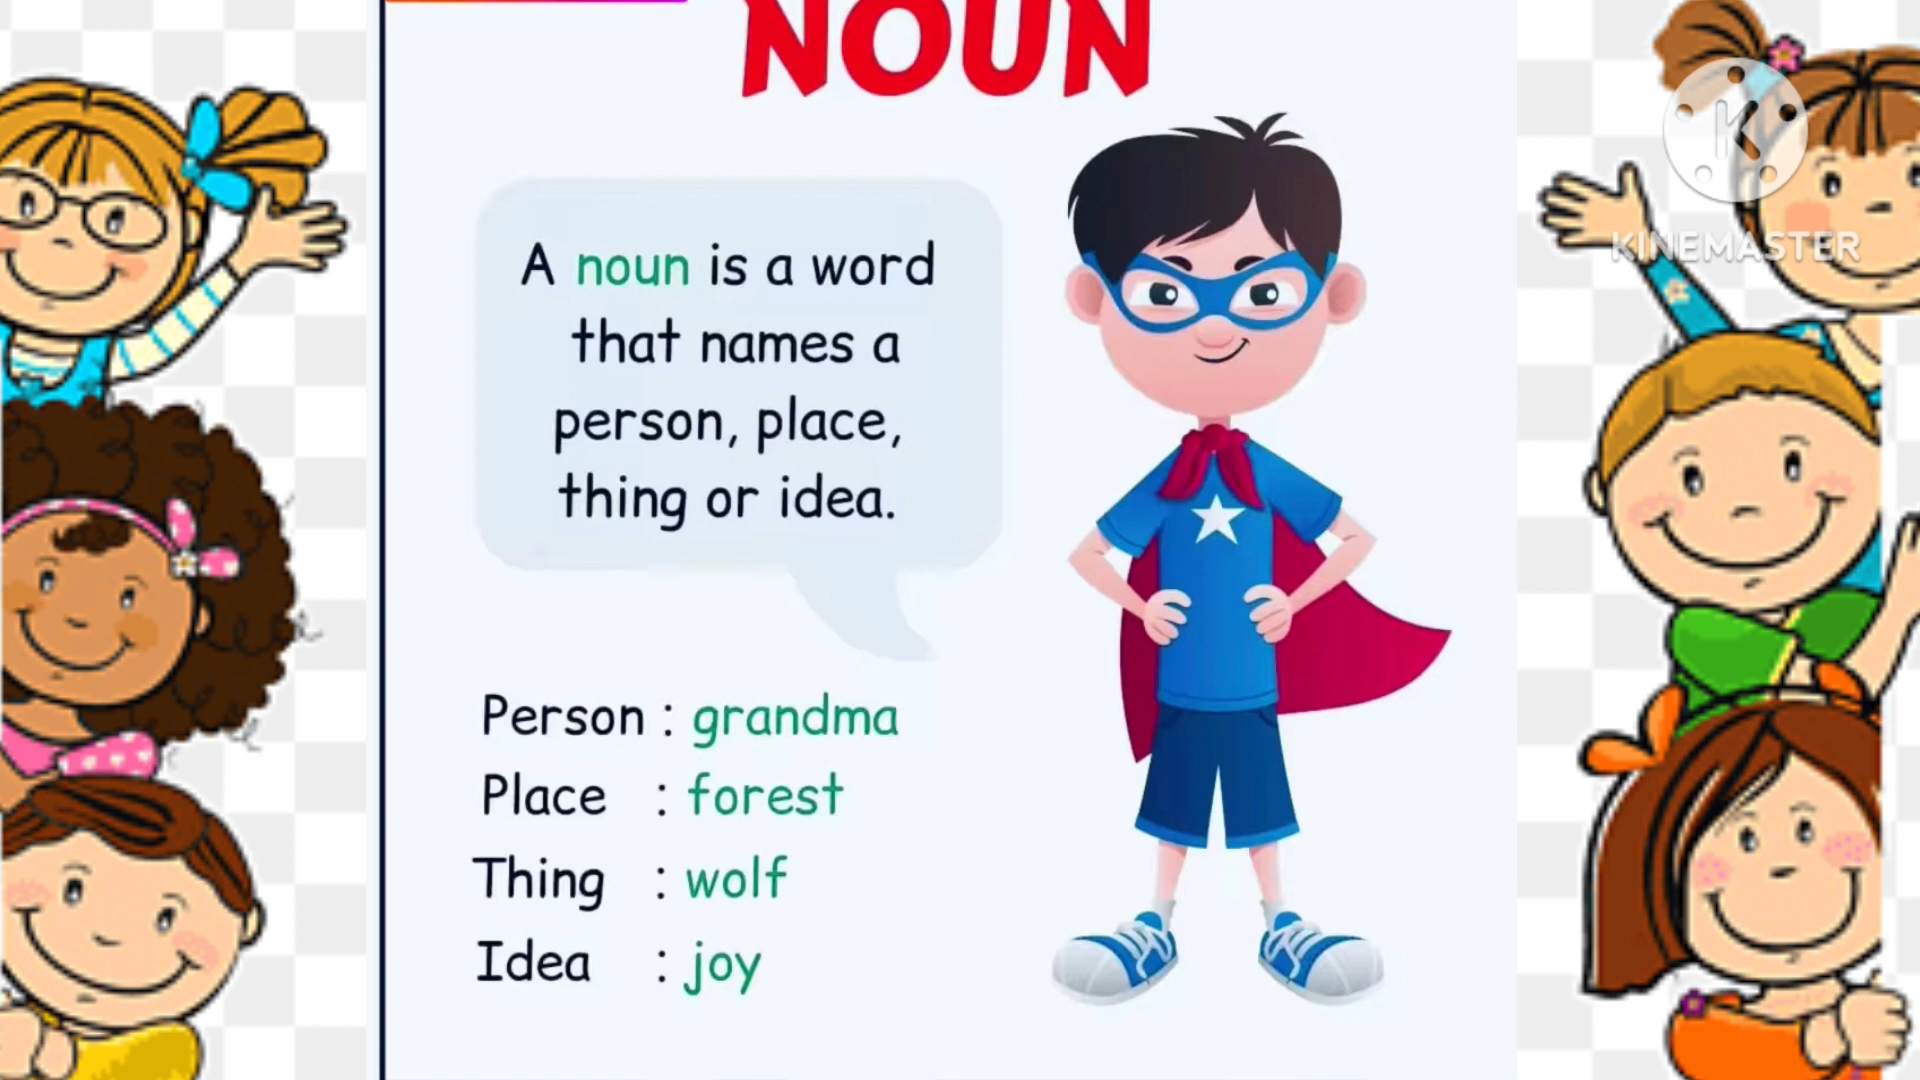 NOUN
A noun is a word
that names a
person, place,
thing or idea.
Person : grandma
Place : forest
Thing : wolf
Idea : joy
K
KINEMASTER